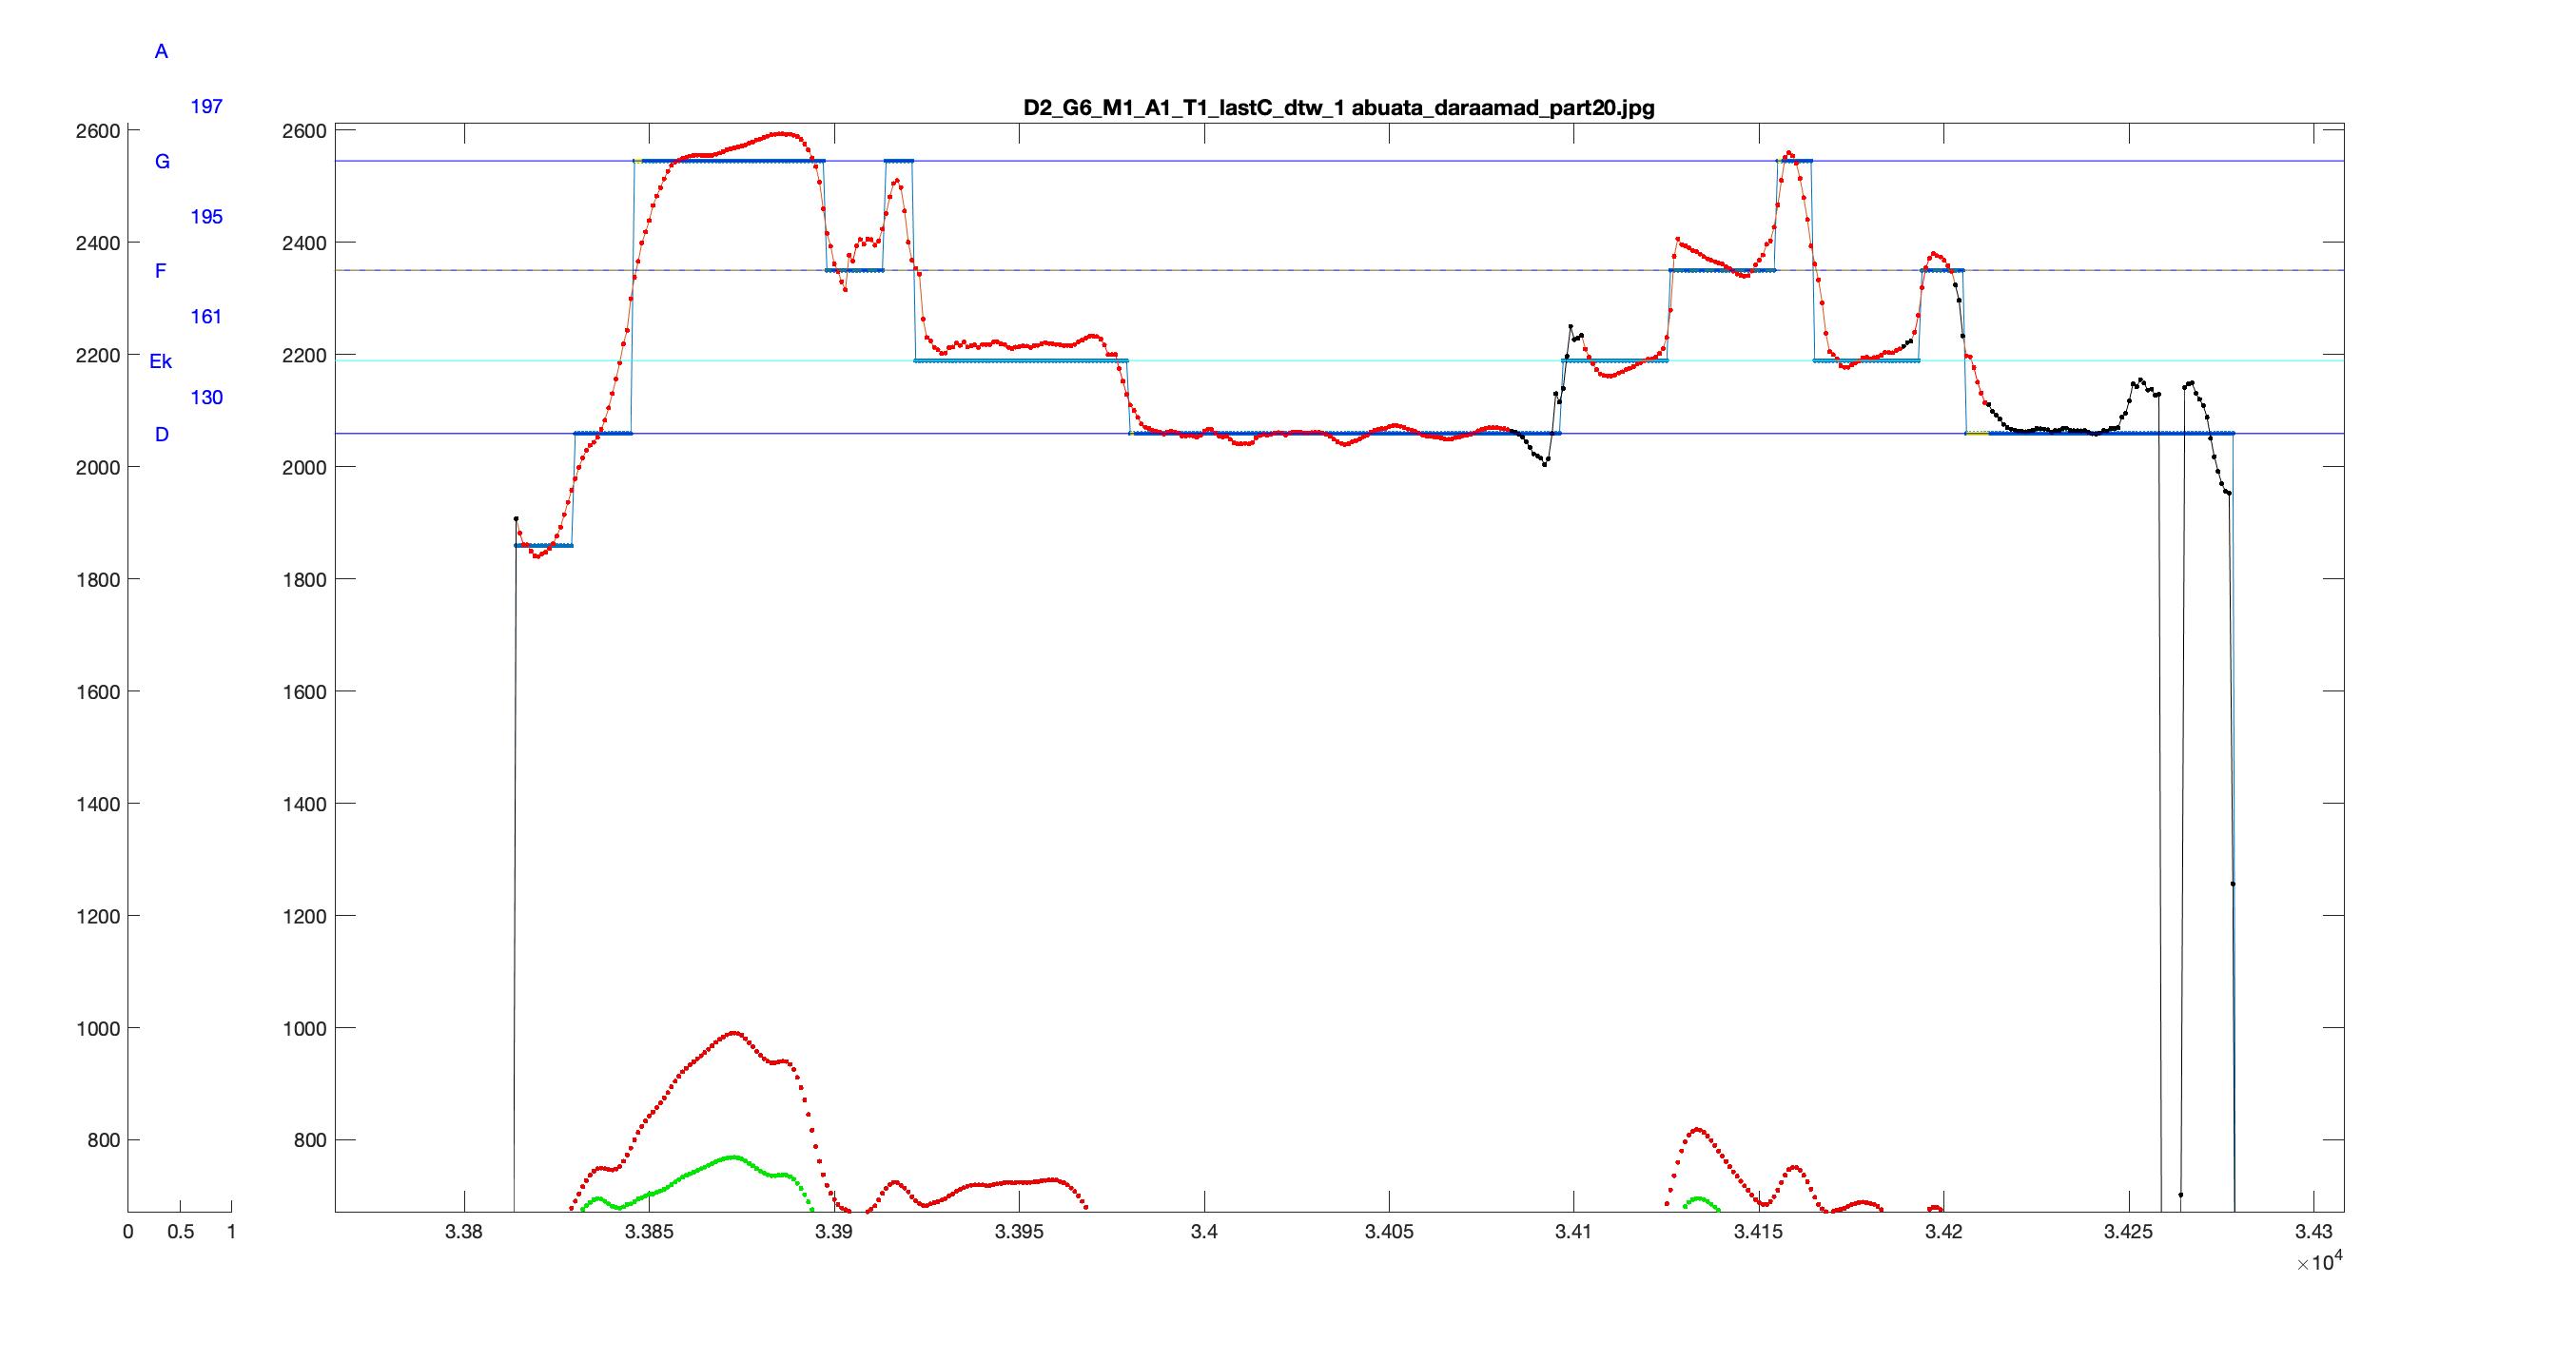 A
197
D2_G6_M1_A1_T1_lastC_dtw_1 abuata_daraamad_part20.jpg
2600 2600
G
195
2400 2400
F
161
2200 Ek 2200
130
D
2000 2000
1800 1800
1600 1600
1400 1400
1200 1200
1000 1000
800 800
0 0.5 1 3.38 3.385 3.39 3.395 3.4 3.405 3.41 3.415 3.42 3.425 3.43
×10^4